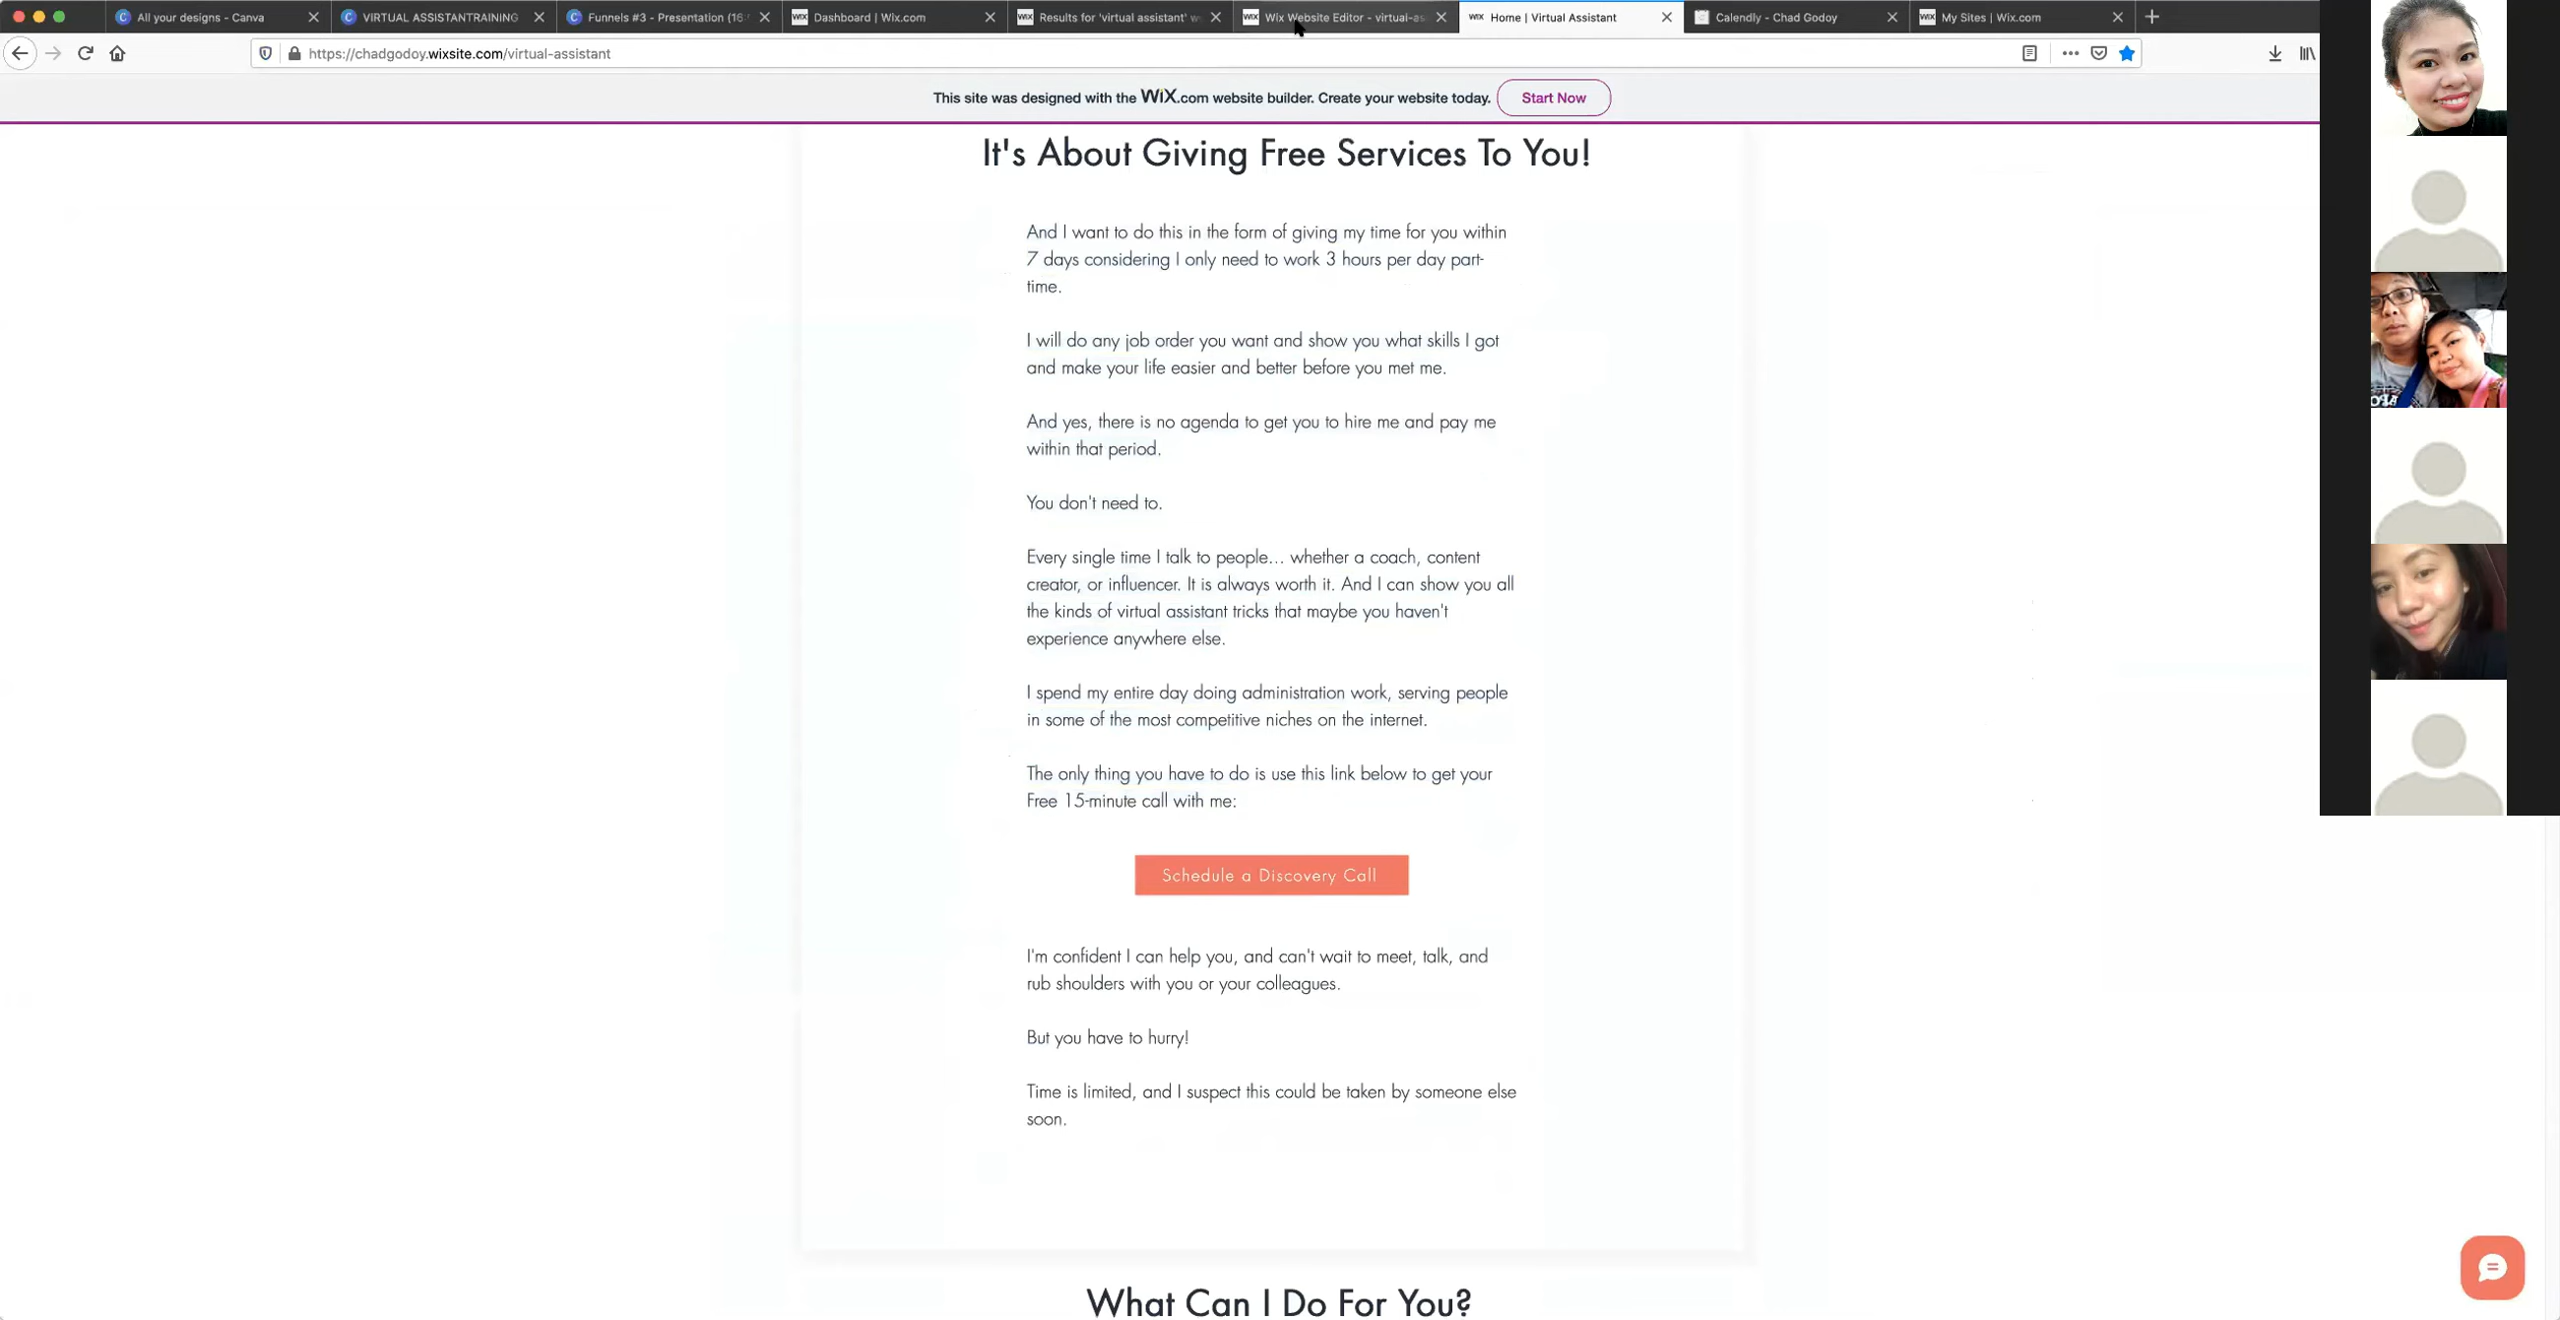 All your designs - Canva
VIRTUAL ASSISTANTRAINING
Funnels #3 - Presentation (16:
Dashboard | Wix.com
Results for 'virtual assistant' w
Wix Website Editor - virtual-as
Home | Virtual Assistant
Calendly - Chad Godoy
My Sites | Wix.com
https://chadgodoy.wixsite.com/virtual-assistant
This site was designed with the WiX.com website builder. Create your website today.
Start Now
It's About Giving Free Services To You!
And I want to do this in the form of giving my time for you within
7 days considering I only need to work 3 hours per day part-
time.
I will do any job order you want and show you what skills I got
and make your life easier and better before you met me.
And yes, there is no agenda to get you to hire me and pay me
within that period.
You don't need to.
Every single time I talk to people... whether a coach, content
creator, or influencer. It is always worth it. And I can show you all
the kinds of virtual assistant tricks that maybe you haven't
experience anywhere else.
I spend my entire day doing administration work, serving people
in some of the most competitive niches on the internet.
The only thing you have to do is use this link below to get your
Free 15-minute call with me:
Schedule a Discovery Call
I'm confident I can help you, and can't wait to meet, talk, and
rub shoulders with you or your colleagues.
But you have to hurry!
Time is limited, and I suspect this could be taken by someone else
soon.
What Can I Do For You?